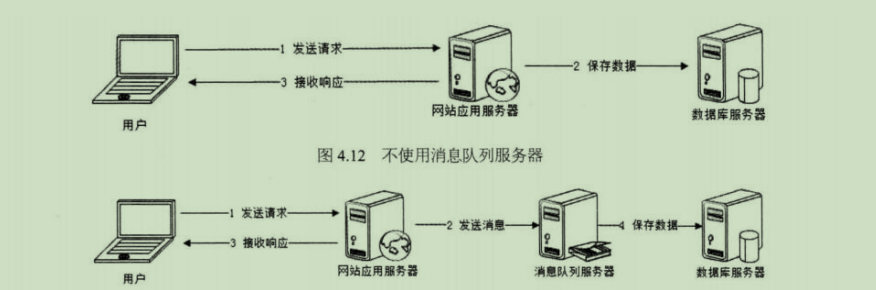 1 发送请求
2 保存数据
3 接收响应
网站应用服务器
数据库服务器
用户
图 4.12 不使用消息队列服务器
1 发送请求
2 发送消息
4 保存数据
3 接收响应
网站应用服务器
消息队列服务器
数据库服务器
用户